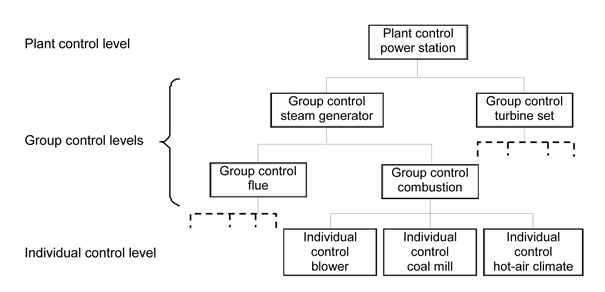 Plant control level
Plant control
power station
Group control levels
Group control
steam generator
Group control
turbine set
Group control
flue
Group control
combustion
Individual control level
Individual
control
blower
Individual
control
coal mill
Individual
control
hot-air climate